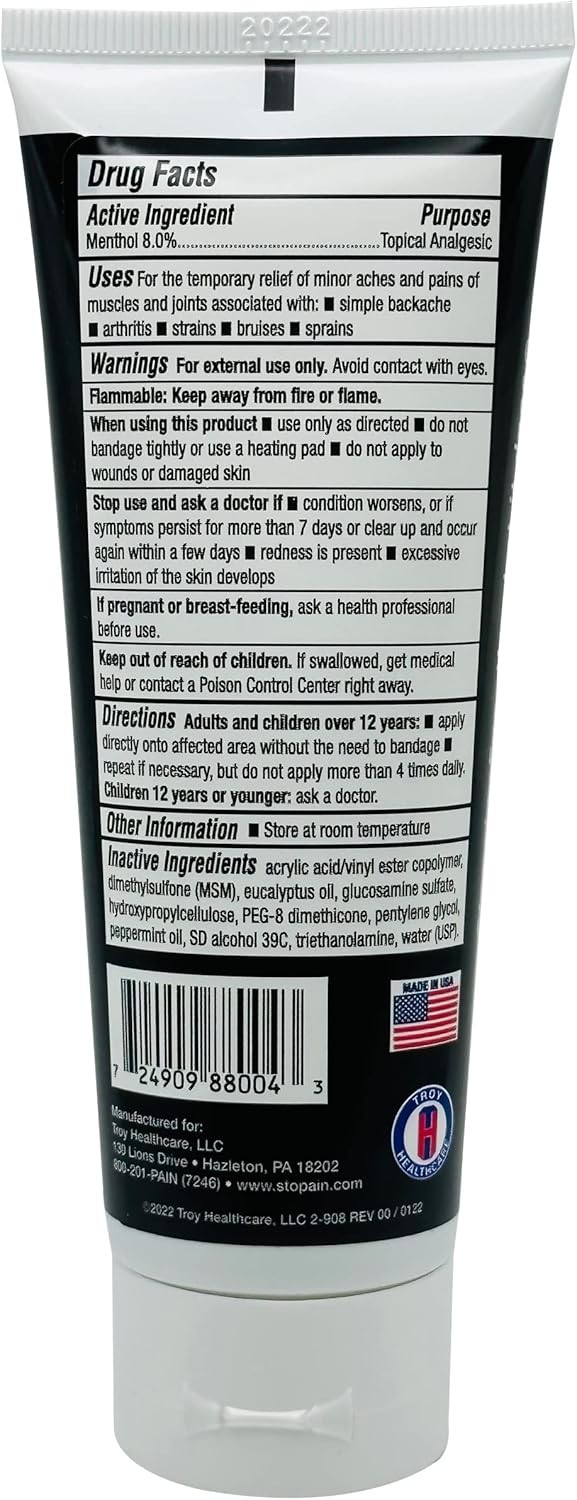 20222
Drug Facts
Active Ingredient Purpose
Menthol 8.0%..........................................Topical Analgesic
Uses For the temporary relief of minor aches and pains of
muscles and joints associated with: ■ simple backache
■ arthritis ■ strains ■ bruises ■ sprains
Warnings For external use only. Avoid contact with eyes.
Flammable: Keep away from fire or flame.
When using this product ■ use only as directed ■ do not
bandage tightly or use a heating pad ■ do not apply to
wounds or damaged skin
Stop use and ask a doctor if ■ condition worsens, or if
symptoms persist for more than 7 days or clear up and occur
again within a few days ■ redness is present ■ excessive
irritation of the skin develops
If pregnant or breast-feeding, ask a health professional
before use.
Keep out of reach of children. If swallowed, get medical
help or contact a Poison Control Center right away.
Directions Adults and children over 12 years: ■ apply
directly onto affected area without the need to bandage ■
repeat if necessary, but do not apply more than 4 times daily.
Children 12 years or younger: ask a doctor.
Other Information ■ Store at room temperature
Inactive Ingredients acrylic acid/vinyl ester copolymer,
dimethylsulfone (MSM), eucalyptus oil, glucosamine sulfate,
hydroxypropylcellulose, PEG-8 dimethicone, pentylene glycol,
peppermint oil, SD alcohol 39C, triethanolamine, water (USP).
MADE IN USA
7 24909 88004 3
TROY
H
HEALTHCARE
Manufactured for:
Troy Healthcare, LLC
130 Lions Drive • Hazleton, PA 18202
800-201-PAIN (7246) • www.stopain.com
©2022 Troy Healthcare, LLC 2-908 REV 00 / 0122